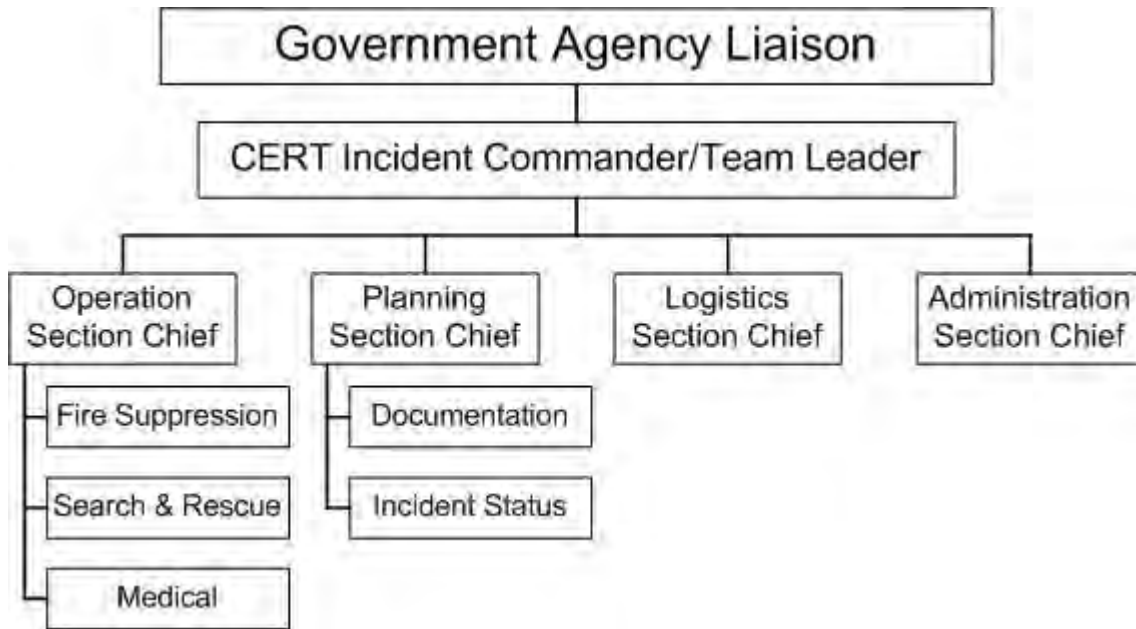 Government Agency Liaison
CERT Incident Commander/Team Leader
Operation
Section Chief
Planning
Section Chief
Logistics
Section Chief
Administration
Section Chief
Fire Suppression
Search & Rescue
Medical
Documentation
Incident Status